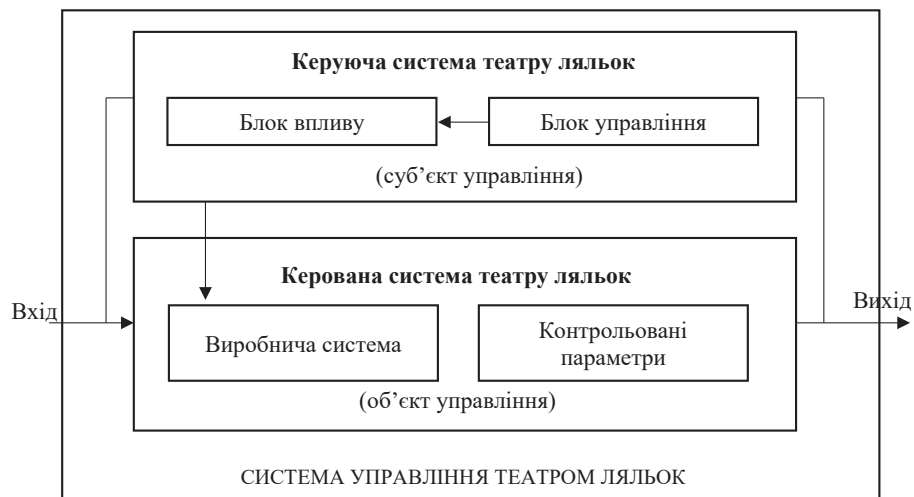 Керуюча система театру ляльок
Блок впливу
Блок управління
(суб’єкт управління)
Керована система театру ляльок
Вхід
Вихід
Виробнича система
Контрольовані
параметри
(об’єкт управління)
СИСТЕМА УПРАВЛІННЯ ТЕАТРОМ ЛЯЛЬОК